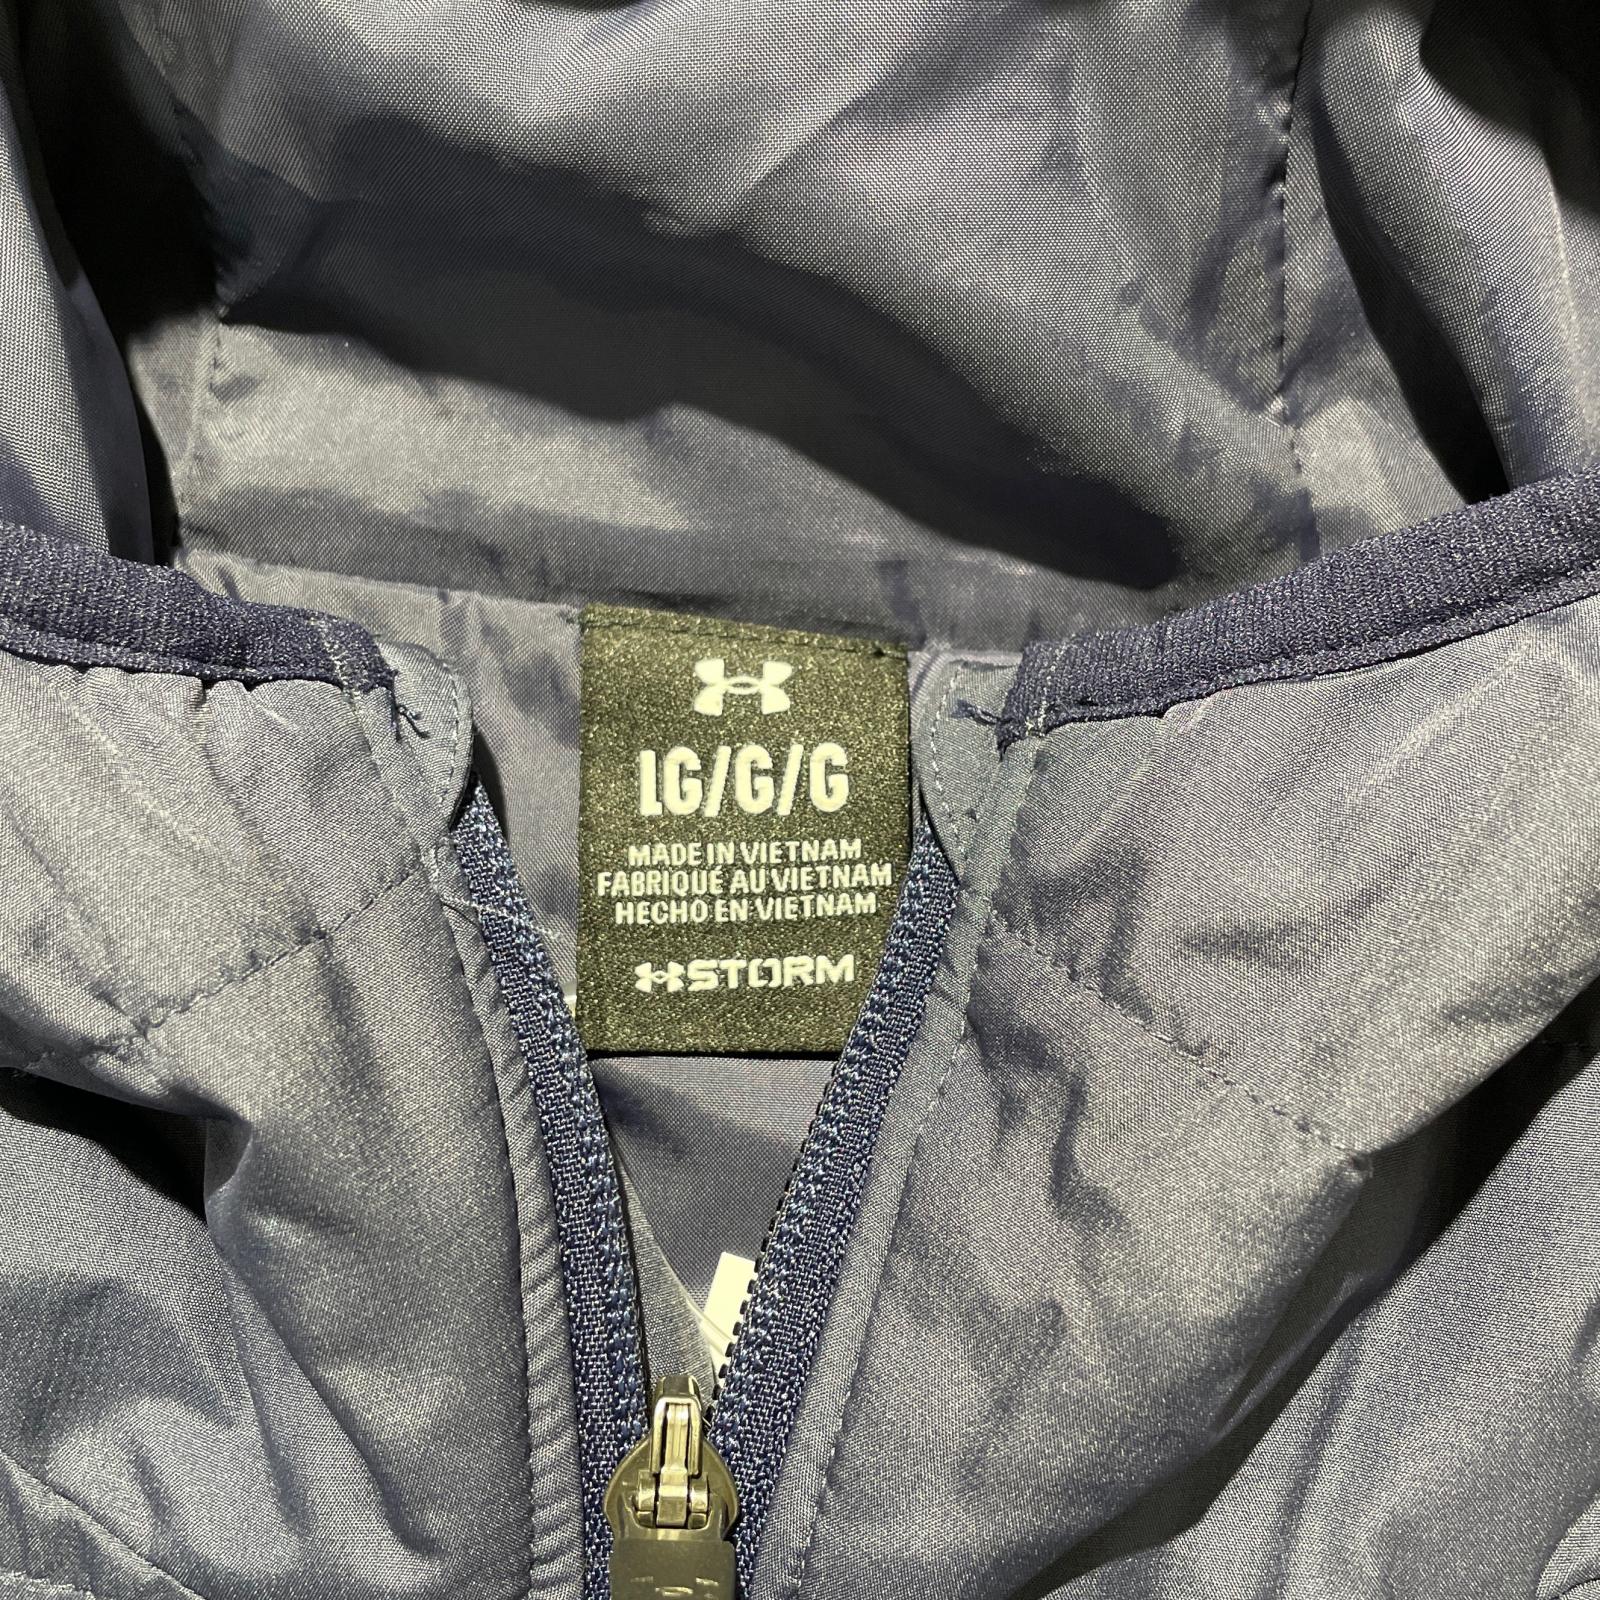 LG/G/G
MADE IN VIETNAM
FABRIQUÉ AU VIETNAM
HECHO EN VIETNAM
STORM